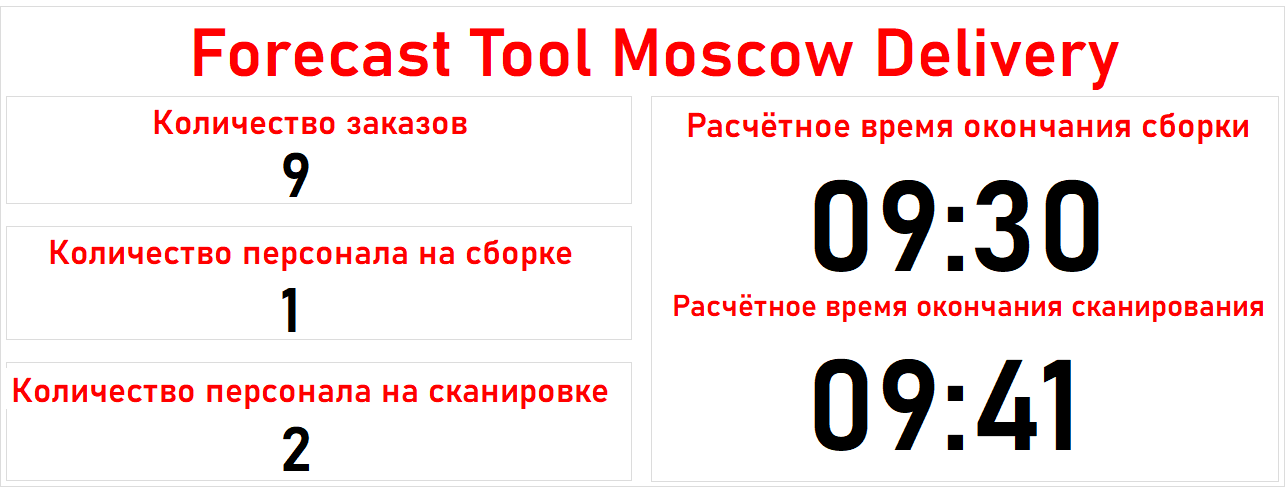 Forecast Tool Moscow Delivery
Количество заказов
9
Количество персонала на сборке
1
Количество персонала на сканировке
2
Расчётное время окончания сборки
09:30
Расчётное время окончания сканирования
09:41